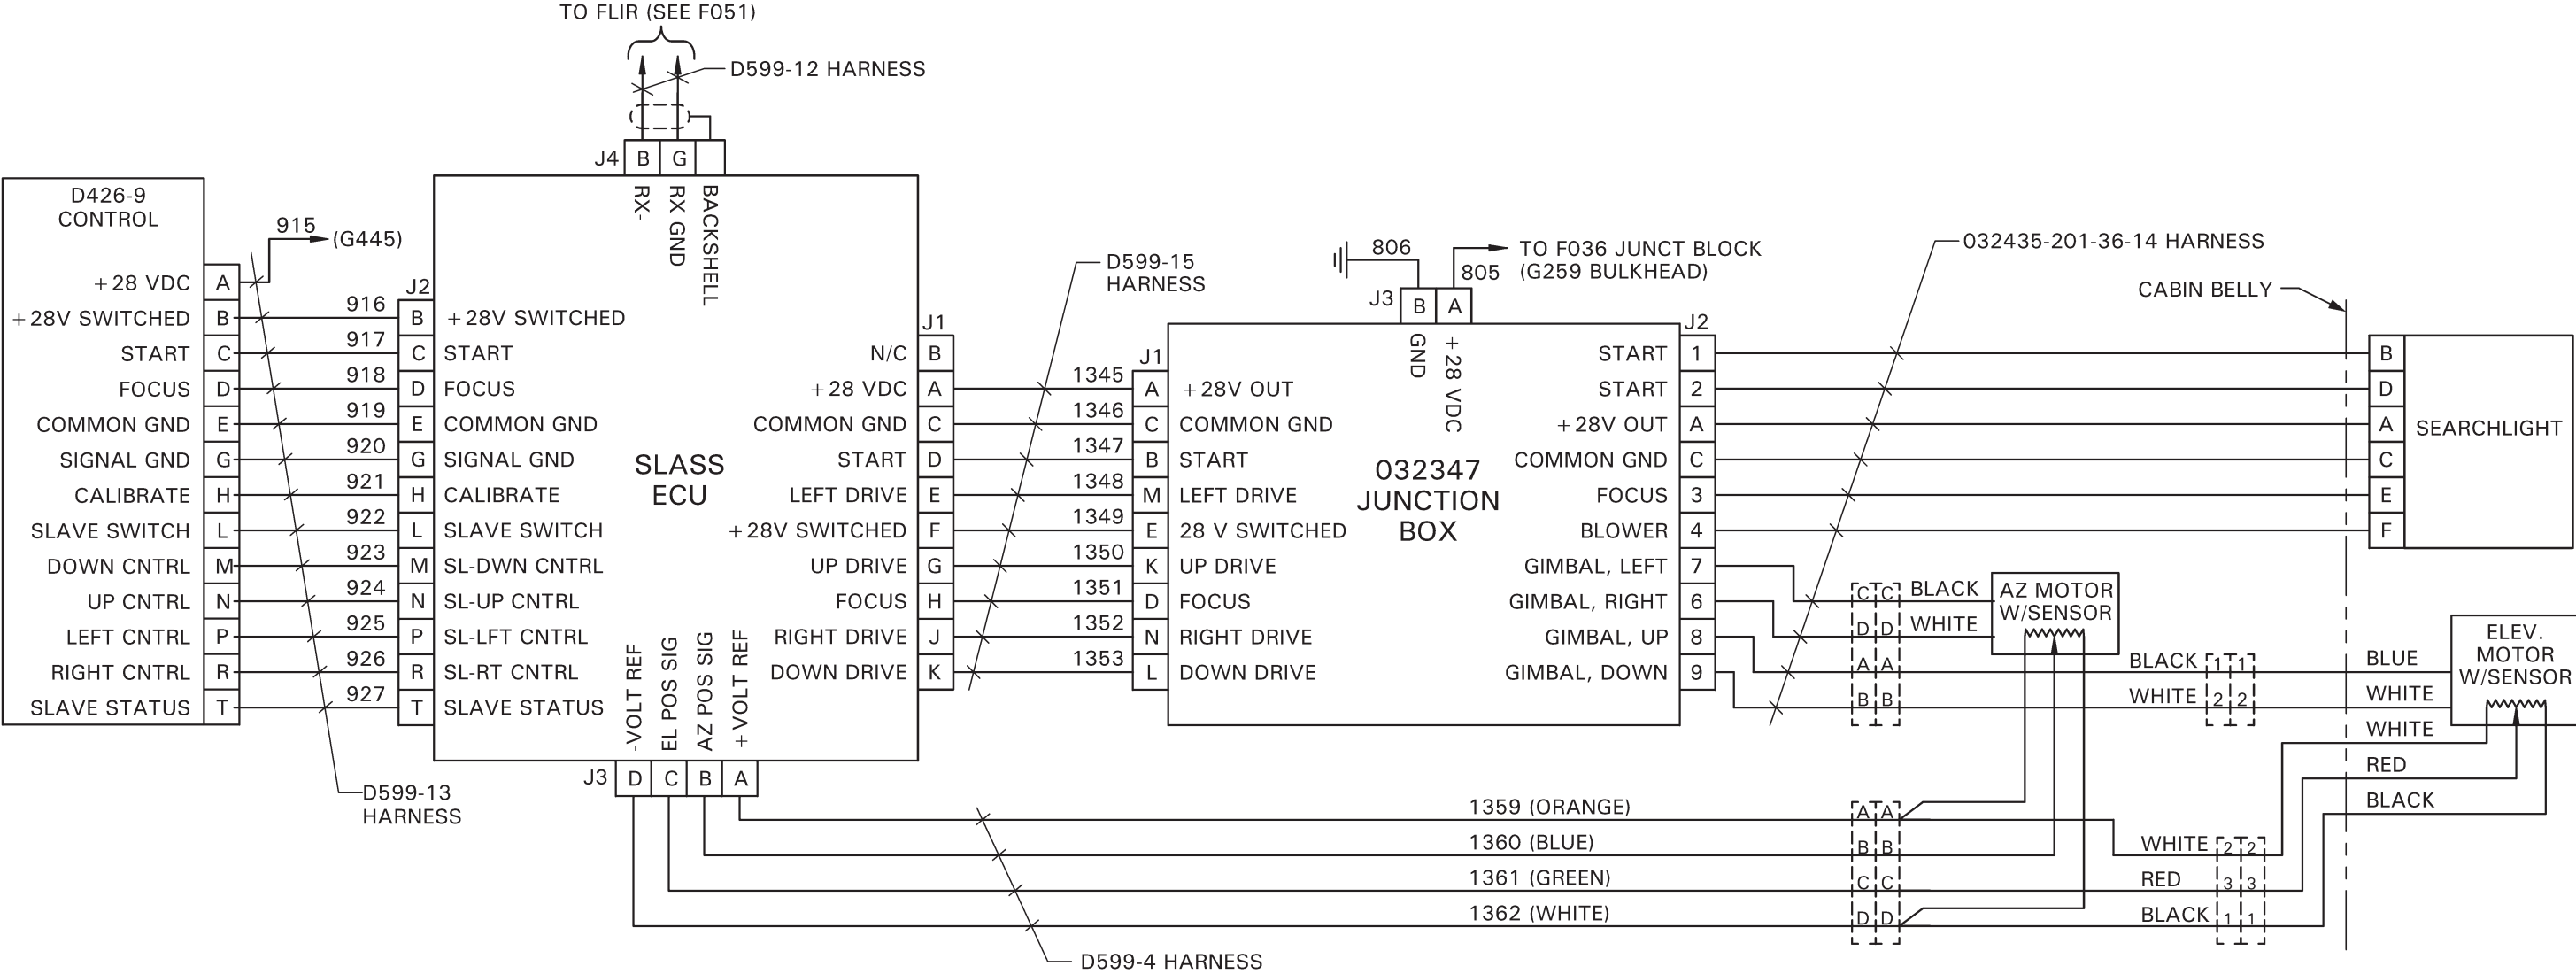 TO FLIR (SEE F051)
D599-12 HARNESS
J4
B
G
RX-
RX GND
BACKSHELL
D426-9
CONTROL
915
(G445)
+28 VDC
A
+28V SWITCHED
B
START
C
FOCUS
D
COMMON GND
E
SIGNAL GND
G
CALIBRATE
H
SLAVE SWITCH
L
DOWN CNTRL
M
UP CNTRL
N
LEFT CNTRL
P
RIGHT CNTRL
R
SLAVE STATUS
T
916
917
918
919
920
921
922
923
924
925
926
927
D599-13
HARNESS
J2
B
+28V SWITCHED
C
START
D
FOCUS
E
COMMON GND
G
SIGNAL GND
H
CALIBRATE
L
SLAVE SWITCH
M
SL-DWN CNTRL
N
SL-UP CNTRL
P
SL-LFT CNTRL
R
SL-RT CNTRL
T
SLAVE STATUS
SLASS
ECU
J1
N/C
B
+28 VDC
A
COMMON GND
C
START
D
LEFT DRIVE
E
+28V SWITCHED
F
UP DRIVE
G
FOCUS
H
RIGHT DRIVE
J
DOWN DRIVE
K
-VOLT REF
EL POS SIG
AZ POS SIG
+VOLT REF
J3
D
C
B
A
D599-15
HARNESS
1345
1346
1347
1348
1349
1350
1351
1352
1353
J1
A
+28V OUT
C
COMMON GND
B
START
M
LEFT DRIVE
E
28 V SWITCHED
K
UP DRIVE
D
FOCUS
N
RIGHT DRIVE
L
DOWN DRIVE
806
805
TO F036 JUNCT BLOCK
(G259 BULKHEAD)
J3
B
A
GND
+28 VDC
032347
JUNCTION
BOX
J2
START
1
START
2
+28V OUT
A
COMMON GND
C
FOCUS
3
BLOWER
4
GIMBAL, LEFT
7
GIMBAL, RIGHT
6
GIMBAL, UP
8
GIMBAL, DOWN
9
032435-201-36-14 HARNESS
CABIN BELLY
B
D
A
C
E
F
SEARCHLIGHT
C C
BLACK
D D
WHITE
A A
B B
AZ MOTOR
W/SENSOR
BLACK
1 1
BLUE
WHITE
2 2
WHITE
ELEV.
MOTOR
W/SENSOR
WHITE
RED
BLACK
1359 (ORANGE)
A A
1360 (BLUE)
B B
WHITE
2 2
1361 (GREEN)
C C
RED
3 3
1362 (WHITE)
D D
BLACK
1 1
D599-4 HARNESS